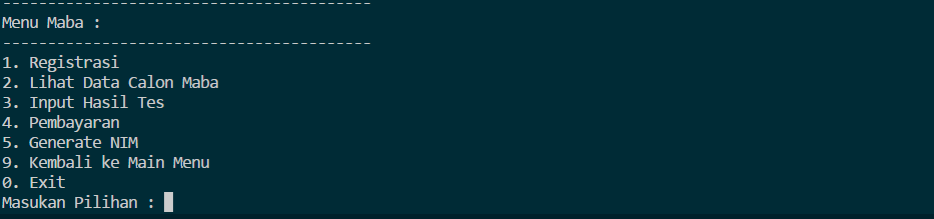 -----------------------------------------
Menu Maba :
-----------------------------------------
1. Registrasi
2. Lihat Data Calon Maba
3. Input Hasil Tes
4. Pembayaran
5. Generate NIM
9. Kembali ke Main Menu
0. Exit
Masukan Pilihan :